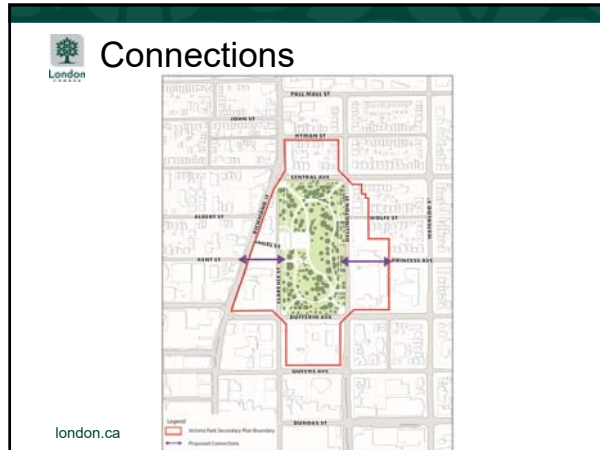 London
CANADA
Connections
PALL MALL ST
JOHN ST
HYMAN ST
CENTRAL AVE
RICHMOND ST
WELLINGTON ST
ALBERT ST
WOLFE ST
WATERLOO ST
ANGEL ST
KENT ST
PRINCESS AVE
CLARENCE ST
DUFFERIN AVE
QUEENS AVE
DUNDAS ST
Legend
Victoria Park Secondary Plan Boundary
Proposed Connections
london.ca